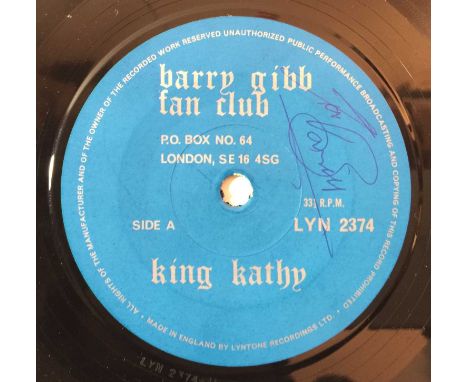 ALL RIGHTS OF THE MANUFACTURER AND OF THE OWNER OF THE RECORDED WORK RESERVED UNAUTHORIZED PUBLIC PERFORMANCE BROADCASTING AND COPYING OF THIS RECORD PROHIBITED
barry gibb
fan club
P.O. BOX NO. 64
LONDON, SE16 4SG
33⅓ R.P.M.
SIDE A
LYN 2374
king kathy
• MADE IN ENGLAND BY LYNTONE RECORDINGS LTD. •
LYN 2374